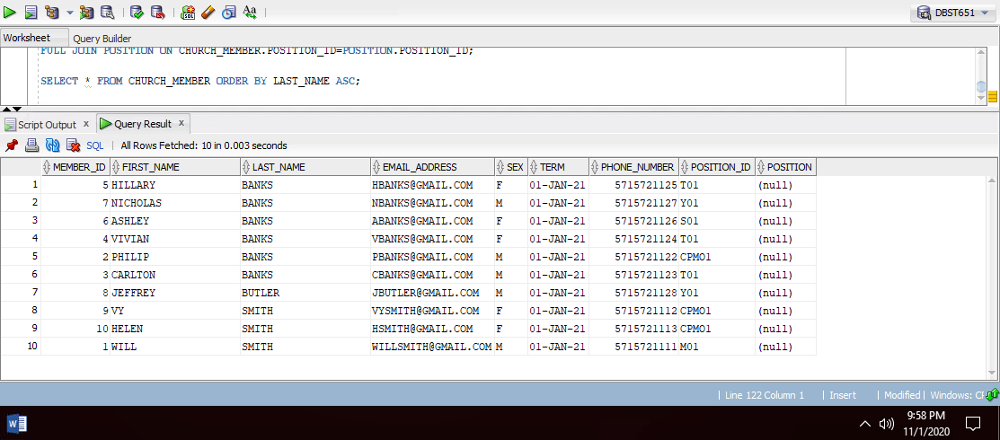 DBST651
Worksheet Query Builder
FULL JOIN POSITION ON CHURCH_MEMBER.POSITION_ID=POSITION.POSITION_ID;
SELECT * FROM CHURCH_MEMBER ORDER BY LAST_NAME ASC;
Script Output x Query Result x
SQL | All Rows Fetched: 10 in 0.003 seconds
MEMBER_ID FIRST_NAME LAST_NAME EMAIL_ADDRESS SEX TERM PHONE_NUMBER POSITION_ID POSITION
1 5 HILLARY BANKS HBANKS@GMAIL.COM F 01-JAN-21 5715721125 T01 (null)
2 7 NICHOLAS BANKS NBANKS@GMAIL.COM M 01-JAN-21 5715721127 Y01 (null)
3 6 ASHLEY BANKS ABANKS@GMAIL.COM F 01-JAN-21 5715721126 S01 (null)
4 4 VIVIAN BANKS VBANKS@GMAIL.COM F 01-JAN-21 5715721124 T01 (null)
5 2 PHILIP BANKS PBANKS@GMAIL.COM M 01-JAN-21 5715721122 CPM01 (null)
6 3 CARLTON BANKS CBANKS@GMAIL.COM M 01-JAN-21 5715721123 T01 (null)
7 8 JEFFREY BUTLER JBUTLER@GMAIL.COM M 01-JAN-21 5715721128 Y01 (null)
8 9 VY SMITH VYSMITH@GMAIL.COM F 01-JAN-21 5715721112 CPM01 (null)
9 10 HELEN SMITH HSMITH@GMAIL.COM F 01-JAN-21 5715721113 CPM01 (null)
10 1 WILL SMITH WILLSMITH@GMAIL.COM M 01-JAN-21 5715721111 M01 (null)
| Line 122 Column 1 | Insert | Modified | Windows:
9:58 PM
11/1/2020